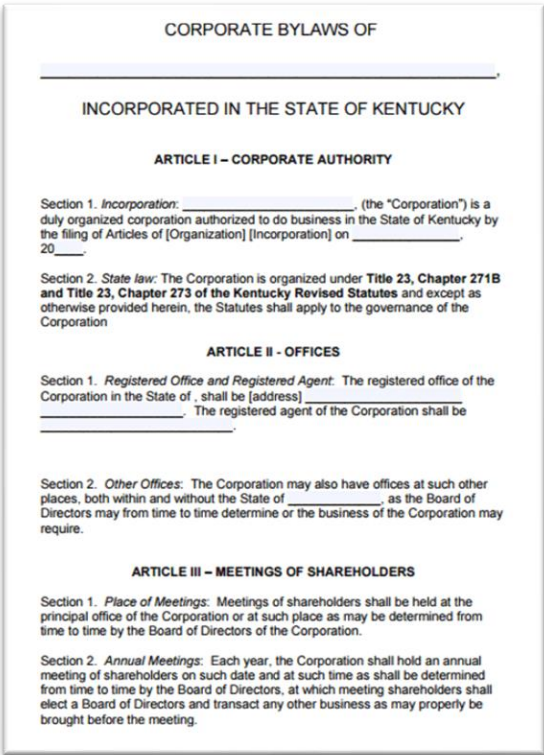 CORPORATE BYLAWS OF
____________________,
INCORPORATED IN THE STATE OF KENTUCKY
ARTICLE I – CORPORATE AUTHORITY
Section 1. Incorporation: ____________________, (the “Corporation”) is a
duly organized corporation authorized to do business in the State of Kentucky by
the filing of Articles of [Organization] [Incorporation] on ______________,
20____.
Section 2. State law: The Corporation is organized under Title 23, Chapter 271B
and Title 23, Chapter 273 of the Kentucky Revised Statutes and except as
otherwise provided herein, the Statutes shall apply to the governance of the
Corporation
ARTICLE II - OFFICES
Section 1. Registered Office and Registered Agent: The registered office of the
Corporation in the State of , shall be [address] ____________________
__________________. The registered agent of the Corporation shall be
________________________.
Section 2. Other Offices: The Corporation may also have offices at such other
places, both within and without the State of ____________, as the Board of
Directors may from time to time determine or the business of the Corporation may
require.
ARTICLE III – MEETINGS OF SHAREHOLDERS
Section 1. Place of Meetings: Meetings of shareholders shall be held at the
principal office of the Corporation or at such place as may be determined from
time to time by the Board of Directors of the Corporation.
Section 2. Annual Meetings: Each year, the Corporation shall hold an annual
meeting of shareholders on such date and at such time as shall be determined
from time to time by the Board of Directors, at which meeting shareholders shall
elect a Board of Directors and transact any other business as may properly be
brought before the meeting.